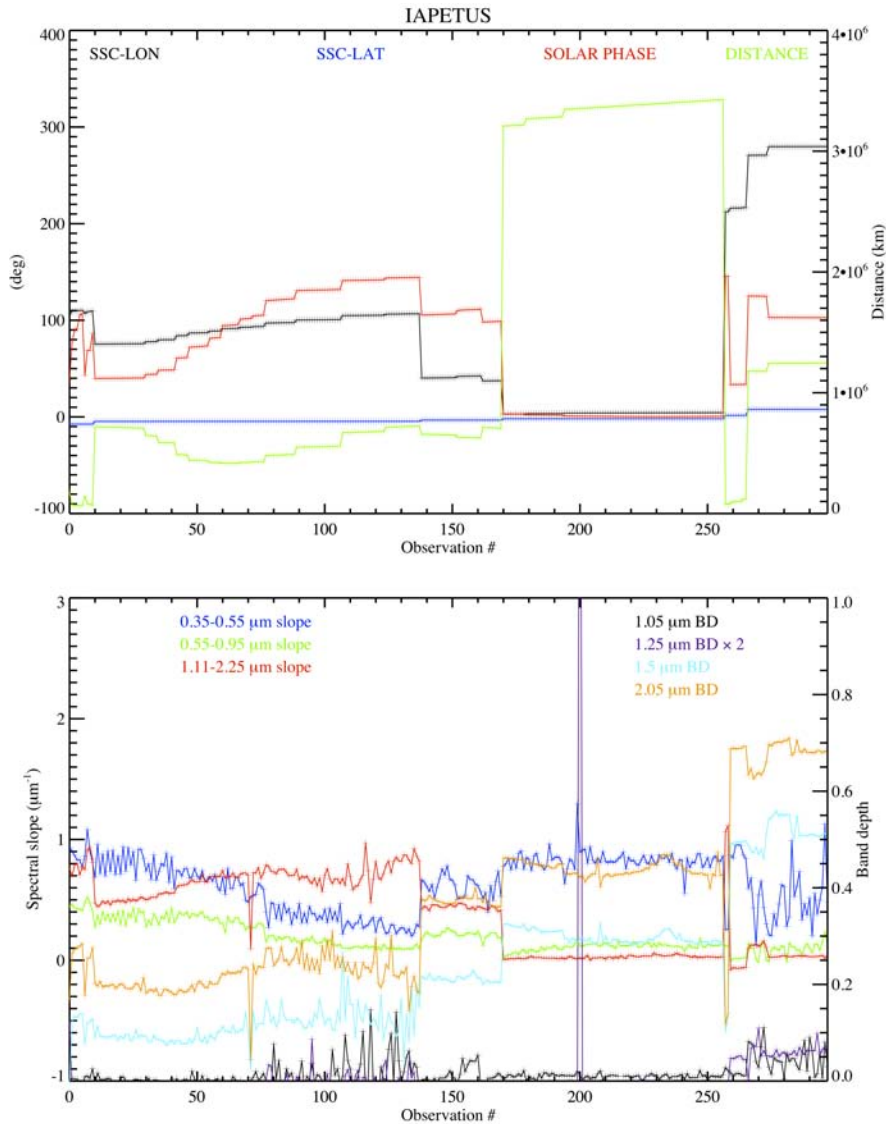 IAPETUS
400 4•10⁶
SSC-LON SSC-LAT SOLAR PHASE DISTANCE
300 3•10⁶
200
(deg) Distance (km)
2•10⁶
100
1•10⁶
0
-100 0
0 50 100 150 200 250
Observation #
3 1.0
0.35-0.55 µm slope 1.05 µm BD
0.55-0.95 µm slope 1.25 µm BD × 2
1.11-2.25 µm slope 1.5 µm BD
2.05 µm BD
0.8
2
0.6
Spectral slope (µm⁻¹) Band depth
1
0.4
0
0.2
-1 0.0
0 50 100 150 200 250
Observation #